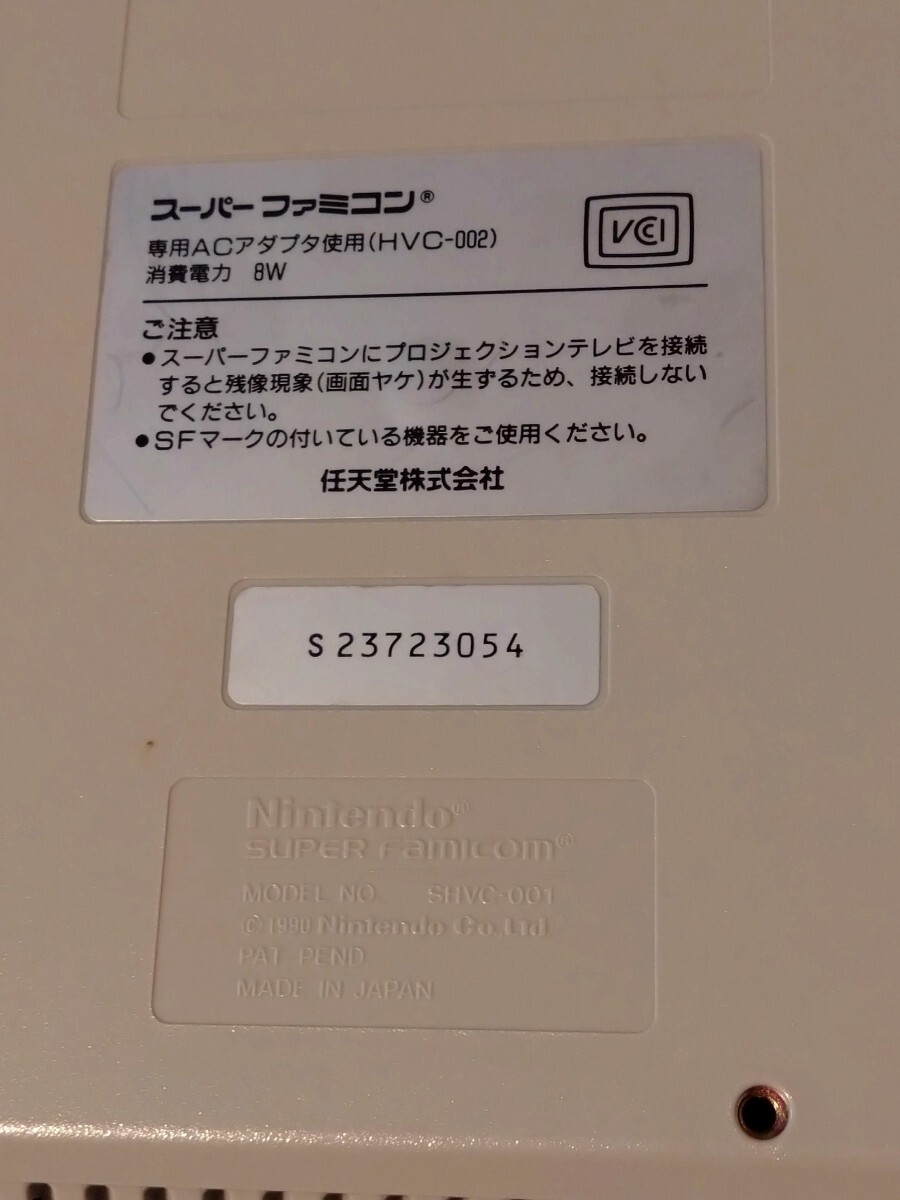 スーパーファミコン®
専用ACアダプタ使用(HVC-002)
消費電力 8W
VCCI
ご注意
●スーパーファミコンにプロジェクションテレビを接続
すると残像現象(画面ヤケ)が生ずるため、接続しない
でください。
●SFマークの付いている機器をご使用ください。
任天堂株式会社
S23723054
Nintendo®
SUPER FAMICOM®
MODEL NO. SHVC-001
© 1990 Nintendo Co., Ltd.
PAT. PEND.
MADE IN JAPAN